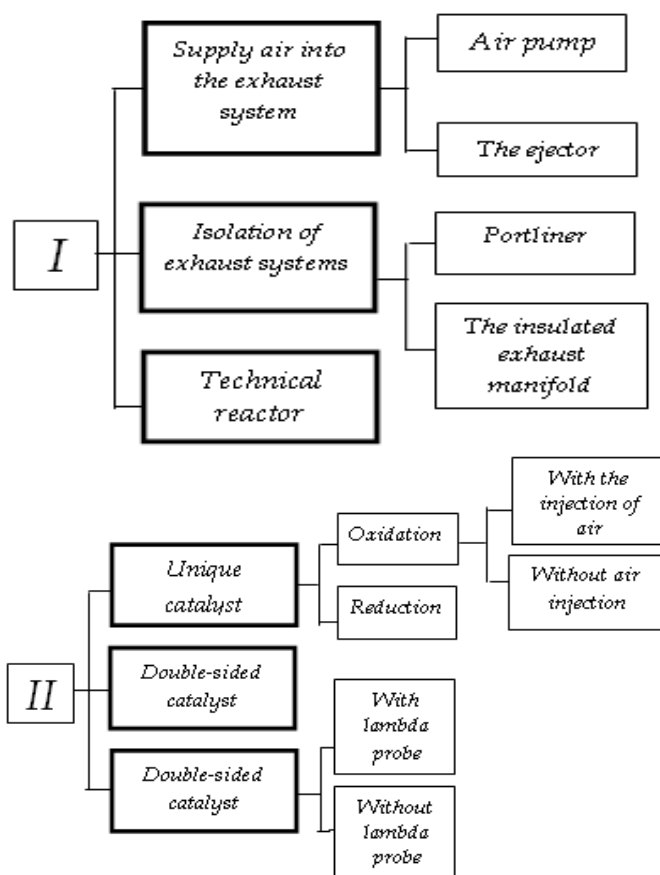 I
Supply air into
the exhaust
system
Air pump
The ejector
Isolation of
exhaust systems
Portliner
The insulated
exhaust
manifold
Technical
reactor
II
Unique
catalyst
Oxidation
With the
injection of
air
Without air
injection
Reduction
Double-sided
catalyst
Double-sided
catalyst
With
lambda
probe
Without
lambda
probe